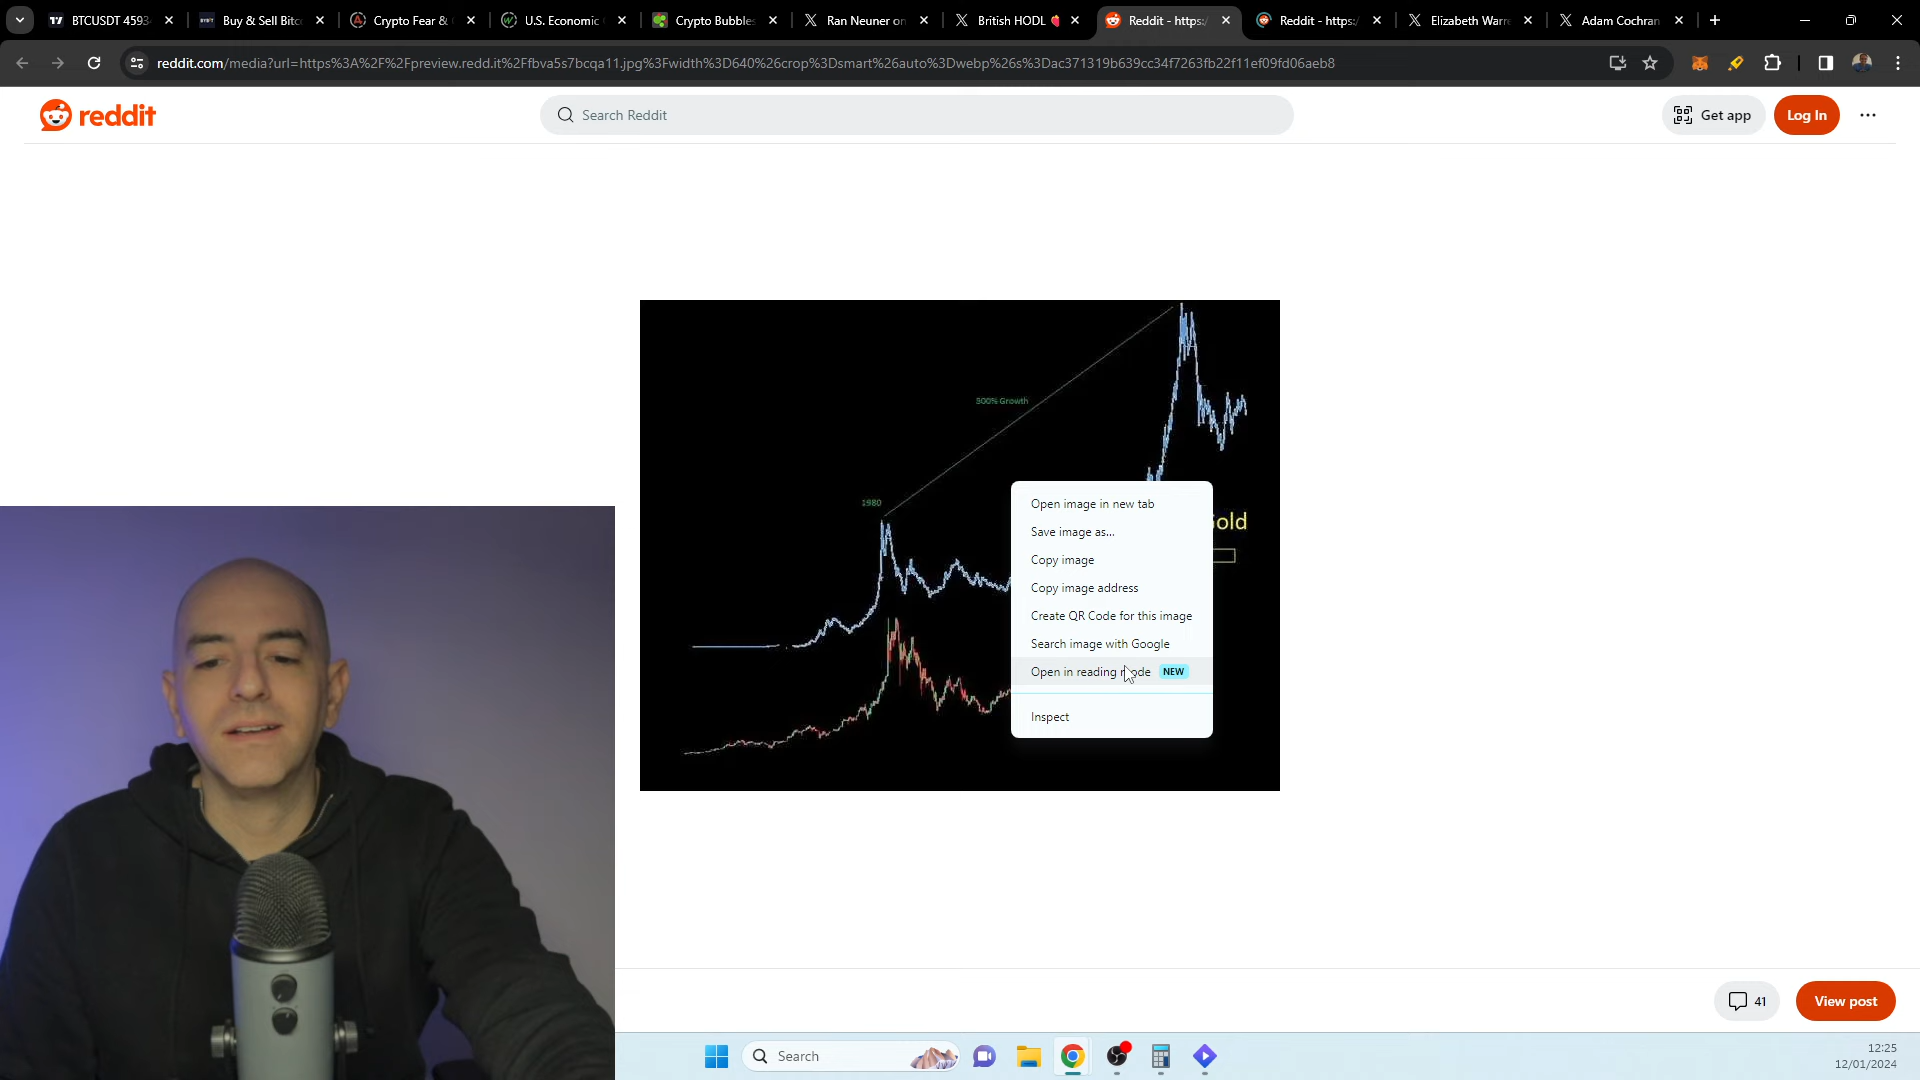 BTCUSDT 4593
Buy & Sell Bitc
Crypto Fear &
U.S. Economic
Crypto Bubbles
Ran Neuner on
British HODL
Reddit - https:/
Reddit - https:/
Elizabeth Warr
Adam Cochran
reddit.com/media?url=https%3A%2F%2Fpreview.redd.it%2Ffbva5s7bcqa11.jpg%3Fwidth%3D640%26crop%3Dsmart%26auto%3Dwebp%26s%3Dac371319b639cc34f7263fb22f11ef09fd06aeb8
reddit
Search Reddit
Get app
Log In
500% Growth
1980
Gold
Open image in new tab
Save image as...
Copy image
Copy image address
Create QR Code for this image
Search image with Google
Open in reading mode NEW
Inspect
41
View post
Search
12:25
12/01/2024